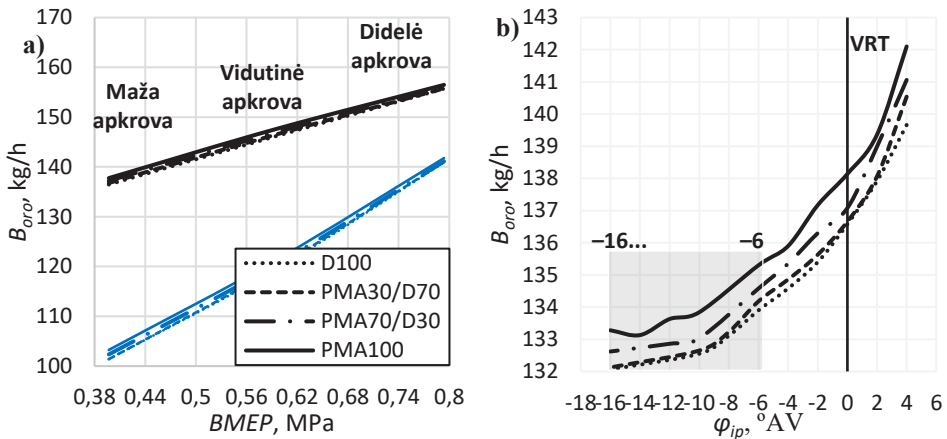 a)
170
160
150
140
130
120
110
100
B_oro, kg/h
Maža
apkrova
Vidutinė
apkrova
Didelė
apkrova
D100
PMA30/D70
PMA70/D30
PMA100
0,38 0,44 0,5 0,56 0,62 0,68 0,74 0,8
BMEP, MPa
b)
143
142
141
140
139
138
137
136
135
134
133
132
B_oro, kg/h
VRT
−16...
−6
-18 -16 -14 -12 -10 -8 -6 -4 -2 0 2 4 6
φ_ip, ºAV